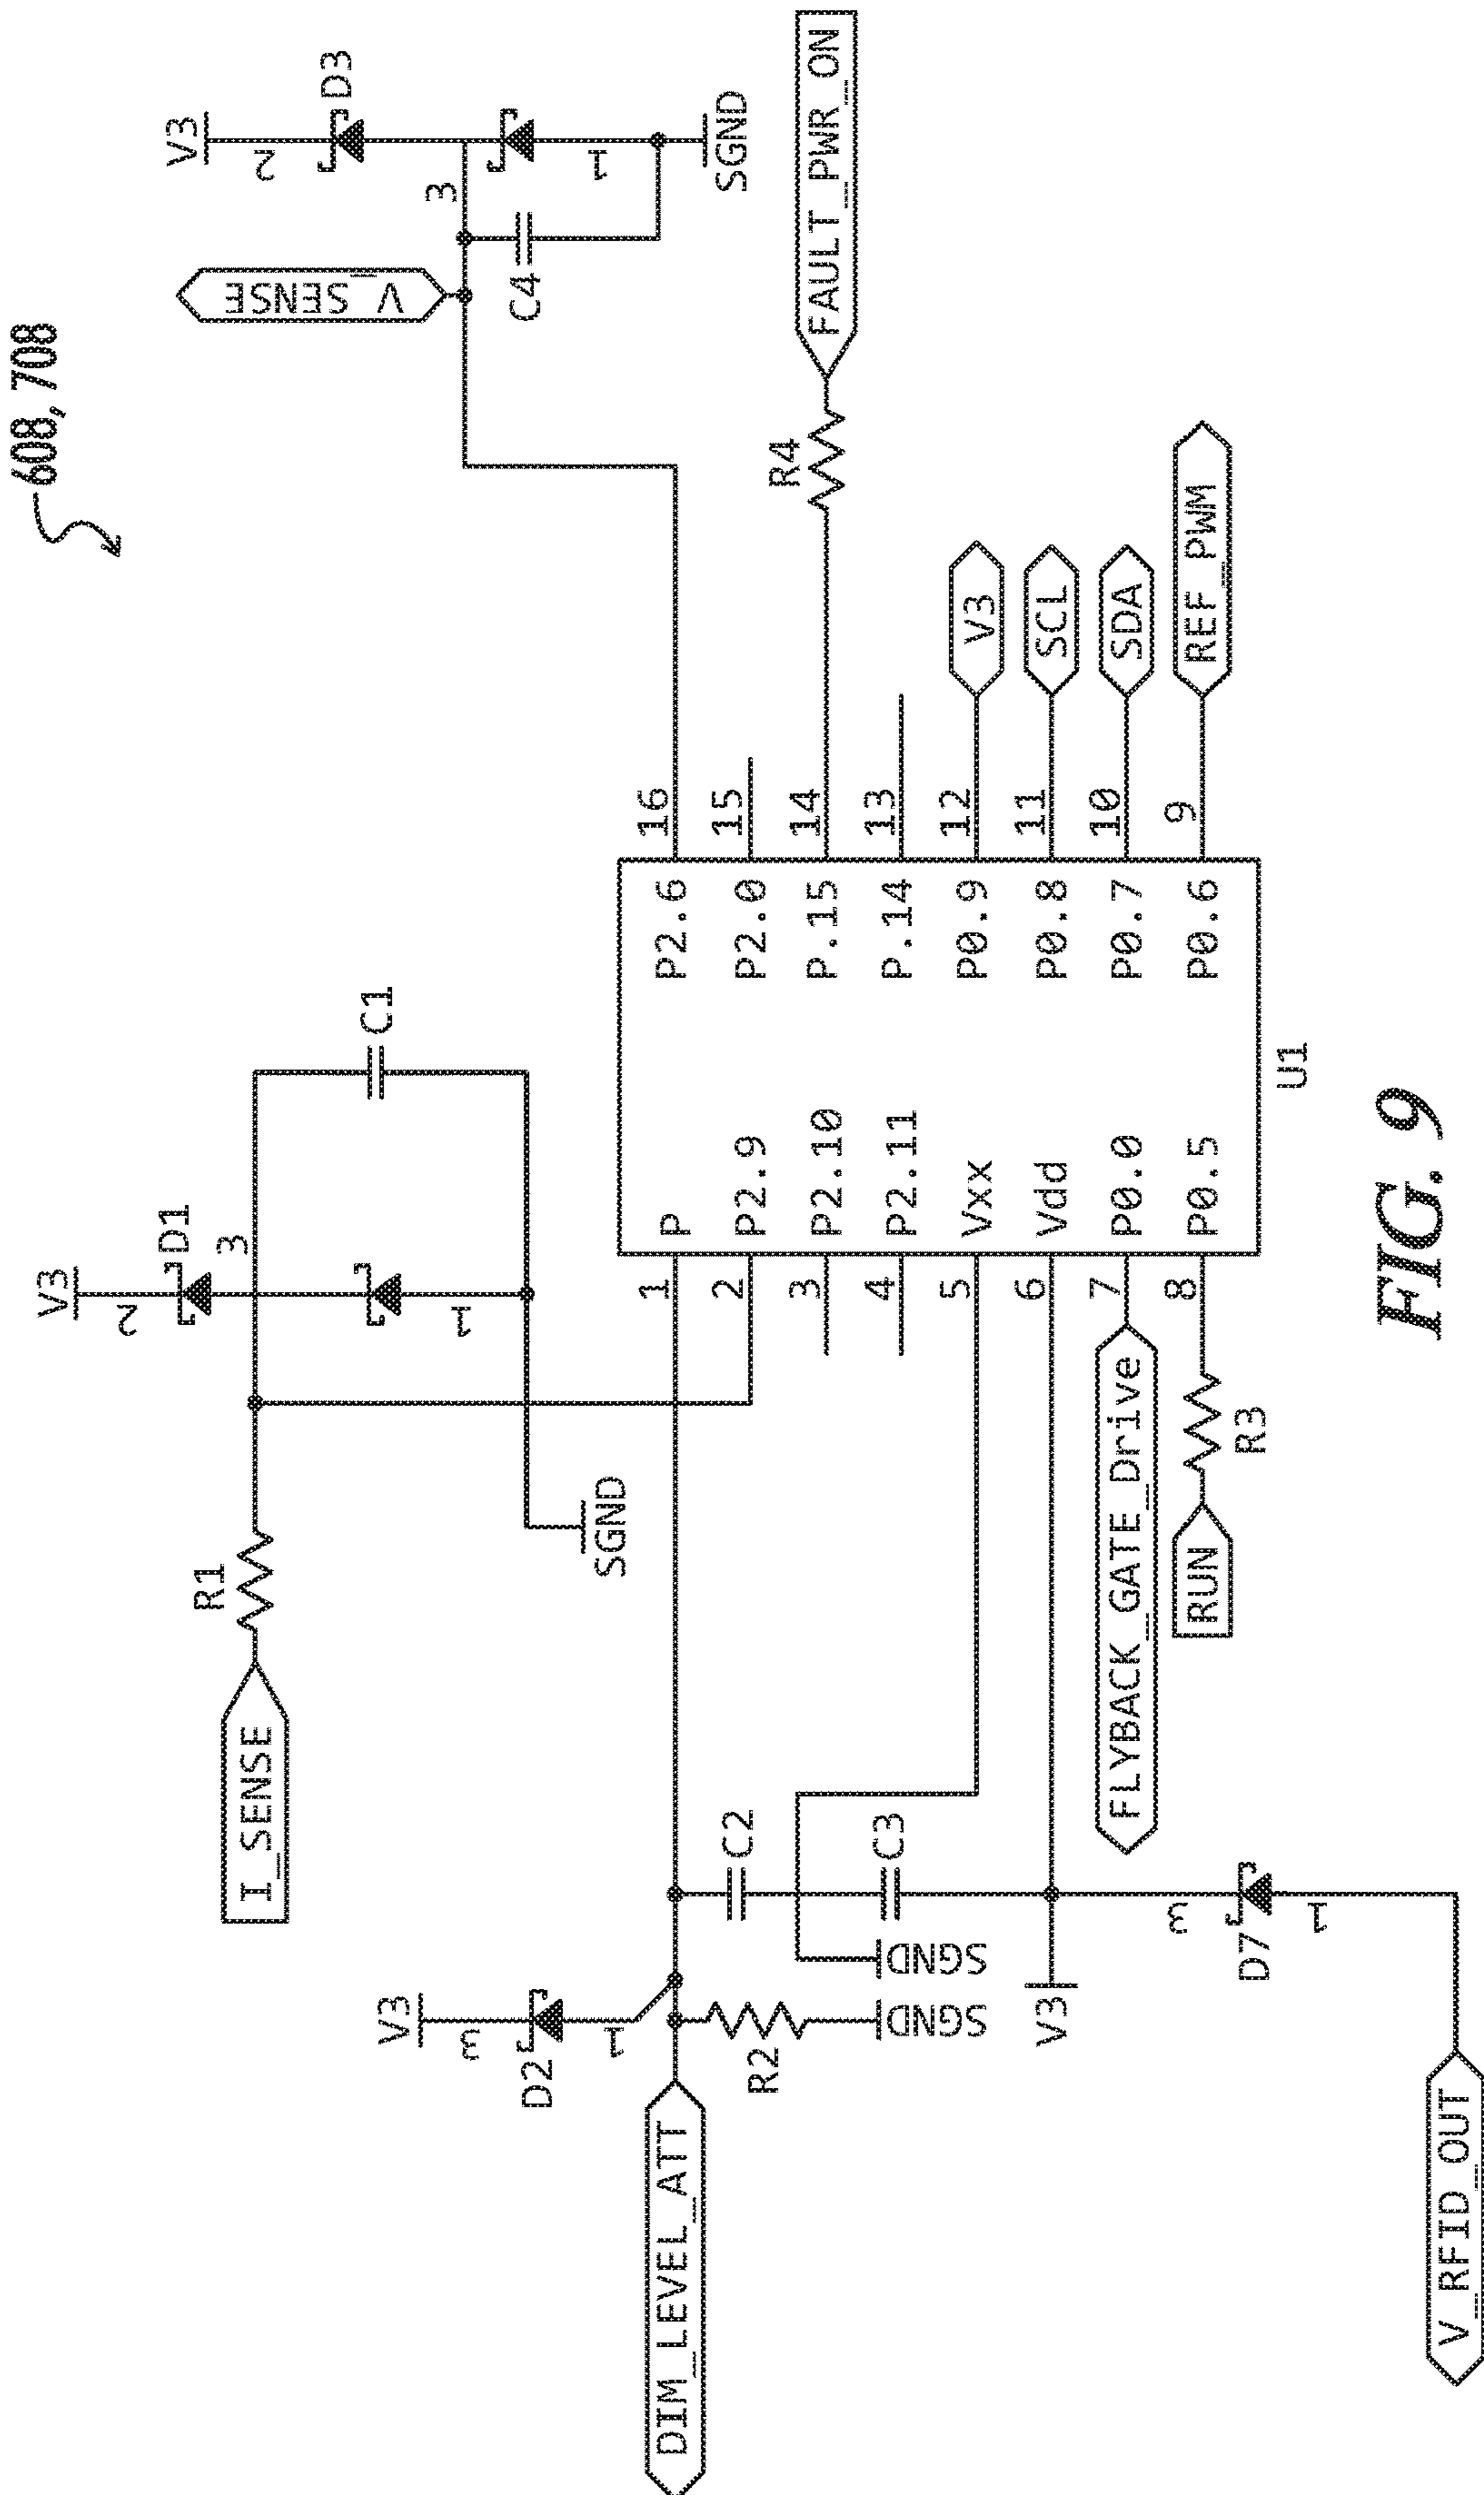 608, 708
V3
2
D1
3
1
C1
R1
I_SENSE
SGND
V3
2
D3
3
1
SGND
V_SENSE
C4
V3
3
D2
1
DIM_LEVEL_ATT
R2
SGND
SGND
C2
C3
V3
3
D7
1
V_RFID_OUT
1
2
3
4
5
6
7
8
P
P2.9
P2.10
P2.11
Vxx
Vdd
P0.0
P0.5
FLYBACK_GATE_Drive
RUN
R3
P2.6
P2.0
P.15
P.14
P0.9
P0.8
P0.7
P0.6
16
15
14
13
12
11
10
9
R4
FAULT_PWR_ON
V3
SCL
SDA
REF_PWM
U1
FIG. 9